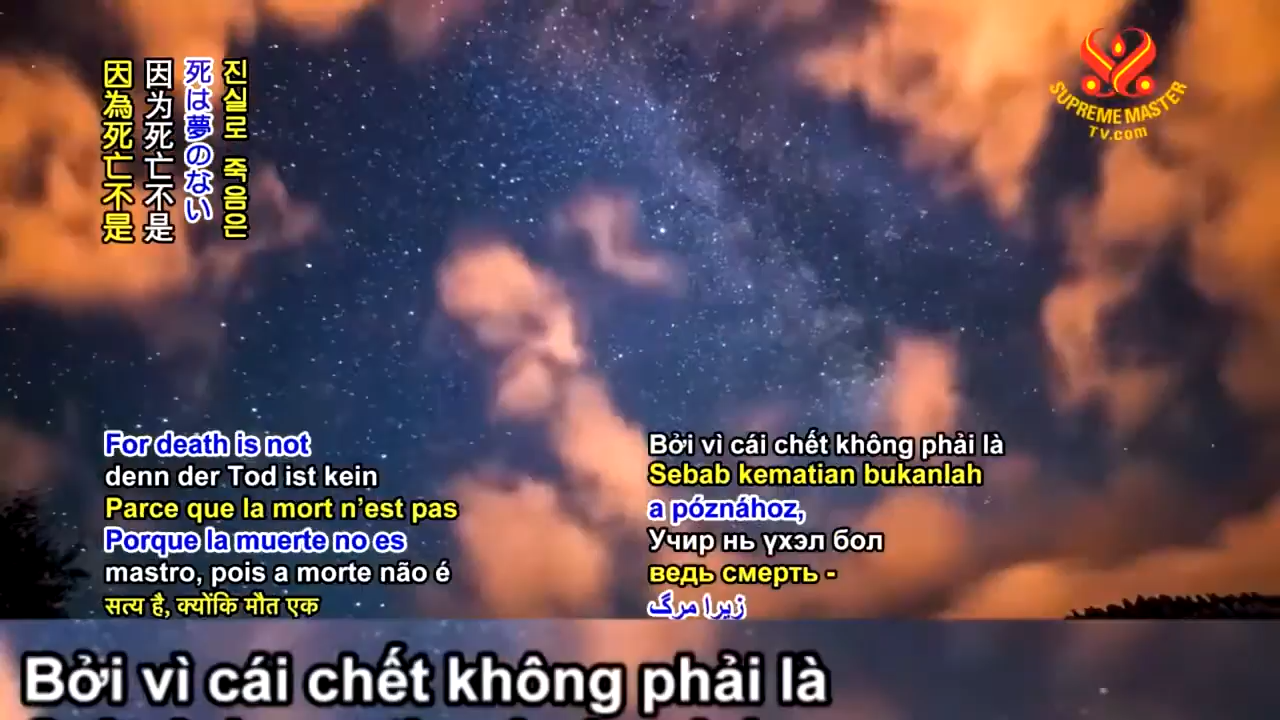 因為死亡不是
因为死亡不是
死は夢のない
진실로 죽음은
SUPREME MASTER
TV.com
For death is not
denn der Tod ist kein
Parce que la mort n’est pas
Porque la muerte no es
mastro, pois a morte não é
सत्य है, क्योंकि मौत एक
Bởi vì cái chết không phải là
Sebab kematian bukanlah
a póznához,
Учир нь үхэл бол
ведь смерть -
زیرا مرگ
Bởi vì cái chết không phải là